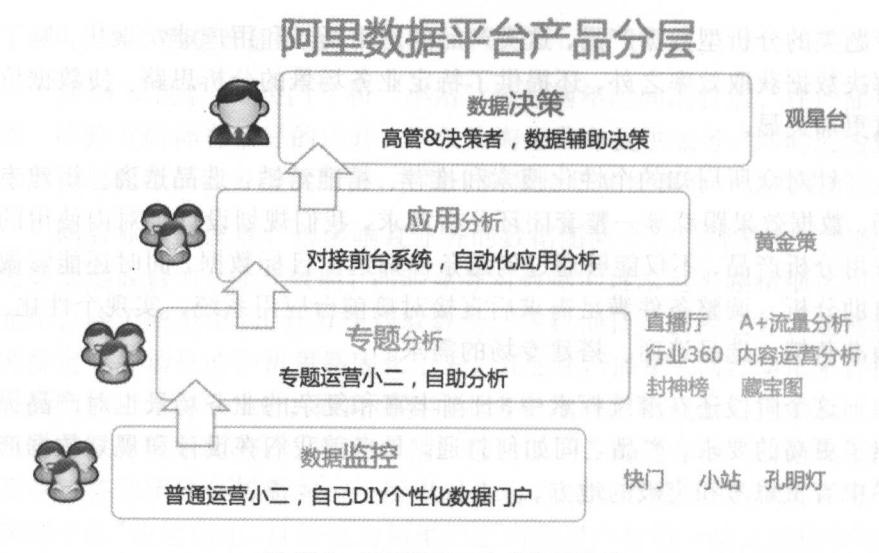 阿里数据平台产品分层
数据决策
高管&决策者，数据辅助决策
观星台
应用分析
对接前台系统，自动化应用分析
黄金策
专题分析
专题运营小二，自助分析
直播厅 A+流量分析
行业360 内容运营分析
封神榜 藏宝图
数据监控
普通运营小二，自己DIY个性化数据门户
快门 小站 孔明灯